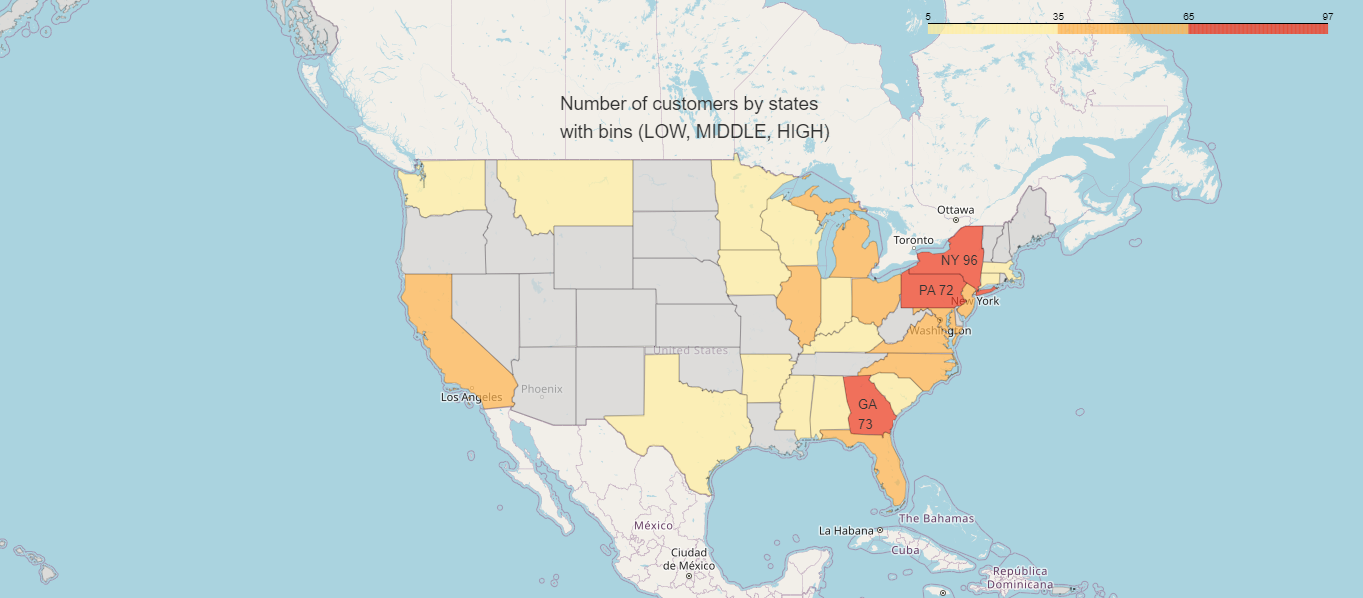 5 35 65 97
Number of customers by states
with bins (LOW, MIDDLE, HIGH)
Ottawa
Toronto
NY 96
PA 72
New York
Washington
United States
Phoenix
Los Angeles
GA
73
The Bahamas
La Habana
México
Cuba
Ciudad
de México
República
Dominicana